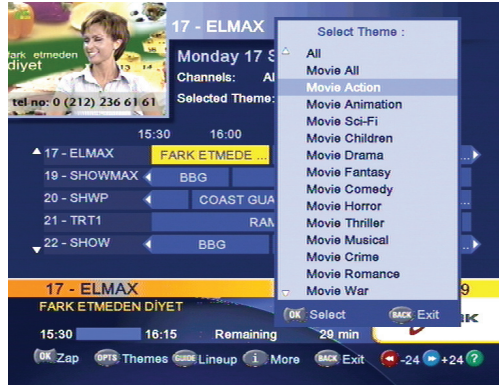 etmeden
diyet
tel no: 0 (212) 236 61 61
17 - ELMAX
Monday 17 S
Channels: Al
Selected Theme:
Select Theme :
All
Movie All
Movie Action
Movie Animation
Movie Sci-Fi
Movie Children
Movie Drama
Movie Fantasy
Movie Comedy
Movie Horror
Movie Thriller
Movie Musical
Movie Crime
Movie Romance
Movie War
OK Select BACK Exit
15:30 16:00
17 - ELMAX FARK ETMEDE ...
19 - SHOWMAX BBG
20 - SHWP COAST GUA
21 - TRT1 RAM
22 - SHOW BBG
17 - ELMAX 9
FARK ETMEDEN DİYET
15:30 16:15 : Remaining 29 min
OK Zap OPTS Themes GUIDE Lineup i More BACK Exit -24 +24 ?